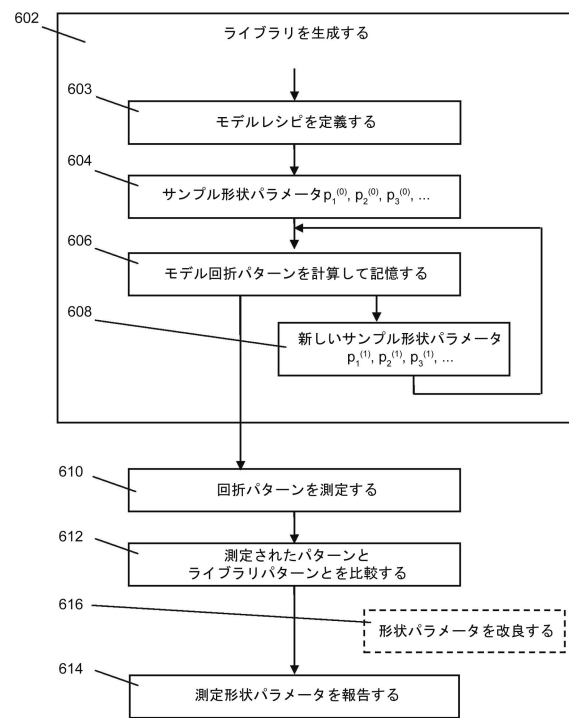 602
ライブラリを生成する
603
モデルレシピを定義する
604
サンプル形状パラメータp₁⁽⁰⁾, p₂⁽⁰⁾, p₃⁽⁰⁾, ...
606
モデル回折パターンを計算して記憶する
608
新しいサンプル形状パラメータ
p₁⁽¹⁾, p₂⁽¹⁾, p₃⁽¹⁾, ...
610
回折パターンを測定する
612
測定されたパターンと
ライブラリパターンとを比較する
616
形状パラメータを改良する
614
測定形状パラメータを報告する